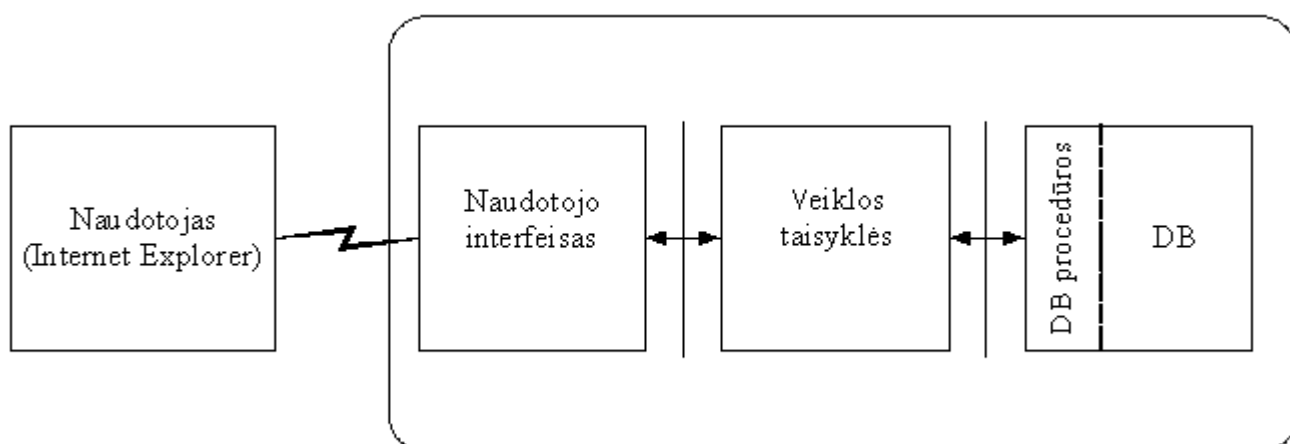 Naudotojas
(Internet Explorer)
Naudotojo
interfeisas
Veiklos
taisyklės
DB procedūros
DB